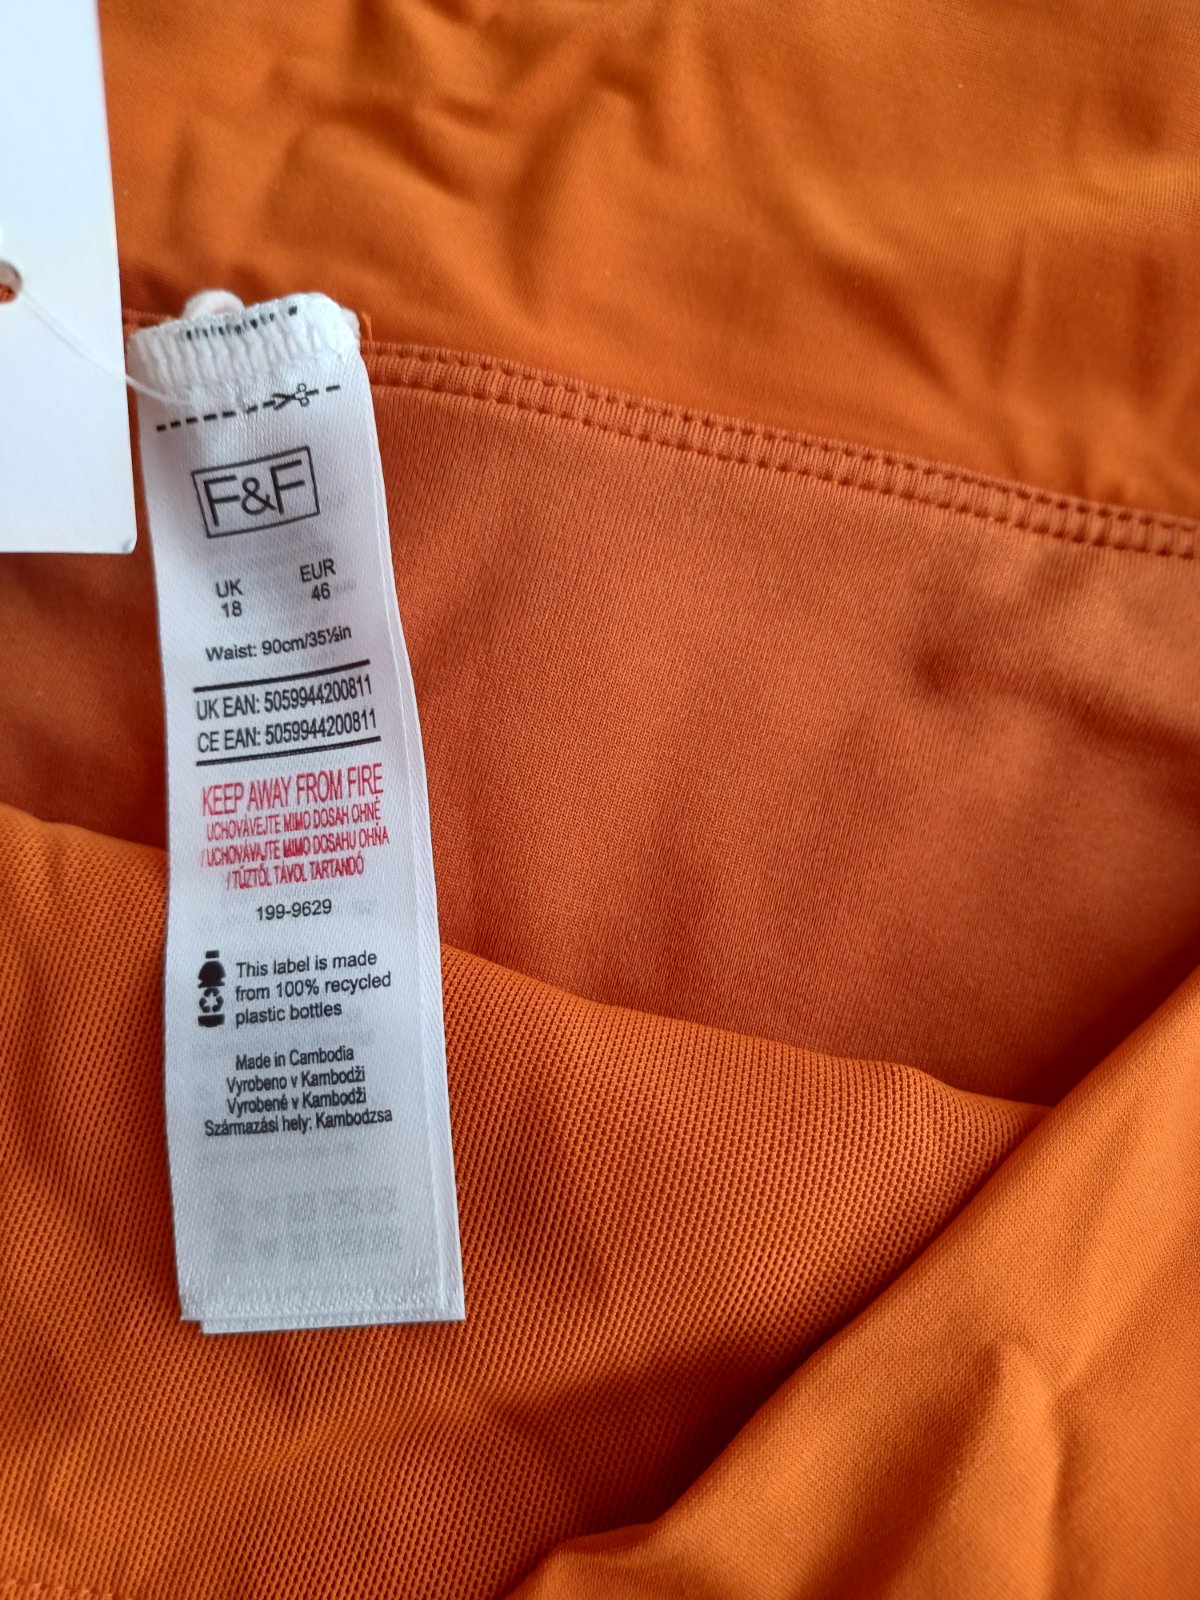 F&F
UK EUR
18 46
Waist: 90cm/35½in
UK EAN: 5059944200811
CE EAN: 5059944200811
KEEP AWAY FROM FIRE
UCHOVÁVEJTE MIMO DOSAH OHNĚ
/ UCHOVÁVAJTE MIMO DOSAHU OHŇA
/ TŰZTŐL TÁVOL TARTANDÓ
199-9629
This label is made
from 100% recycled
plastic bottles
Made in Cambodia
Vyrobeno v Kambodži
Vyrobené v Kambodži
Származási hely: Kambodzsa